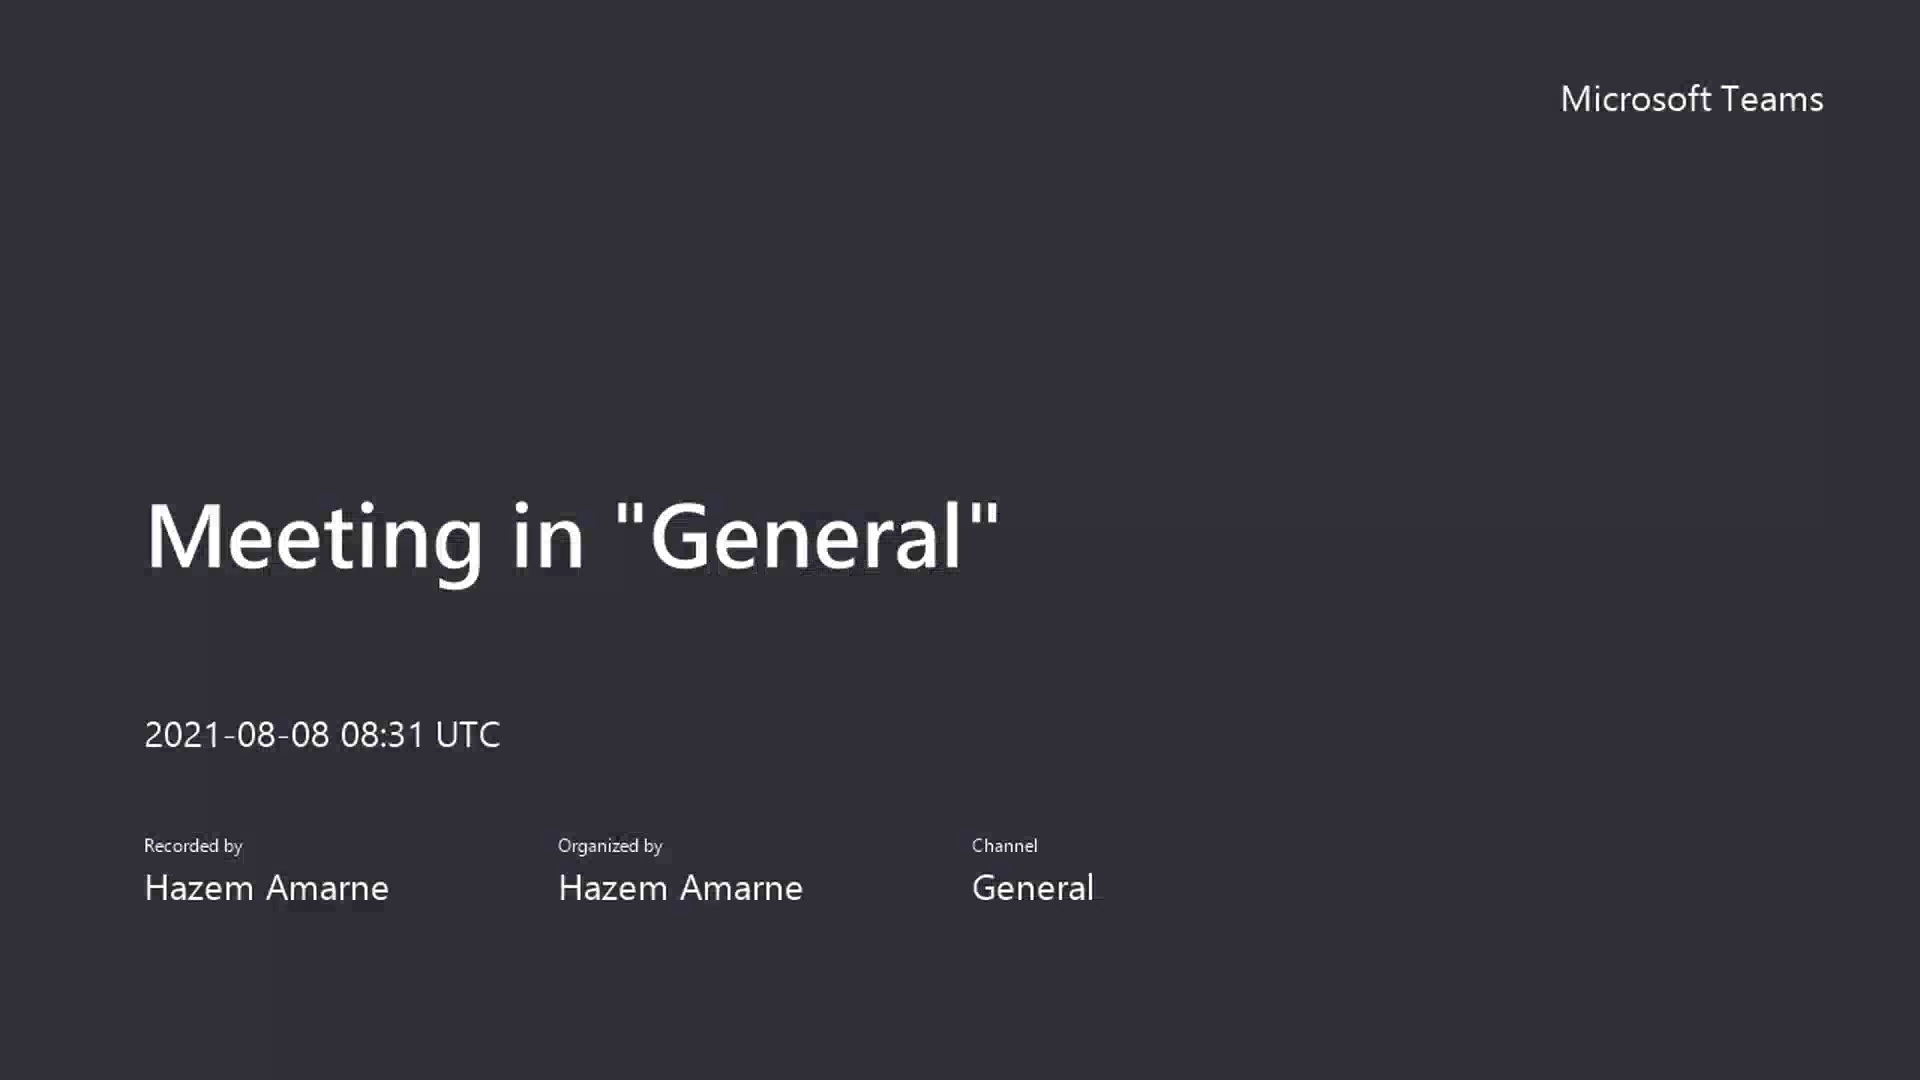 Microsoft Teams
Meeting in "General"
2021-08-08 08:31 UTC
Recorded by
Hazem Amarne
Organized by
Hazem Amarne
Channel
General